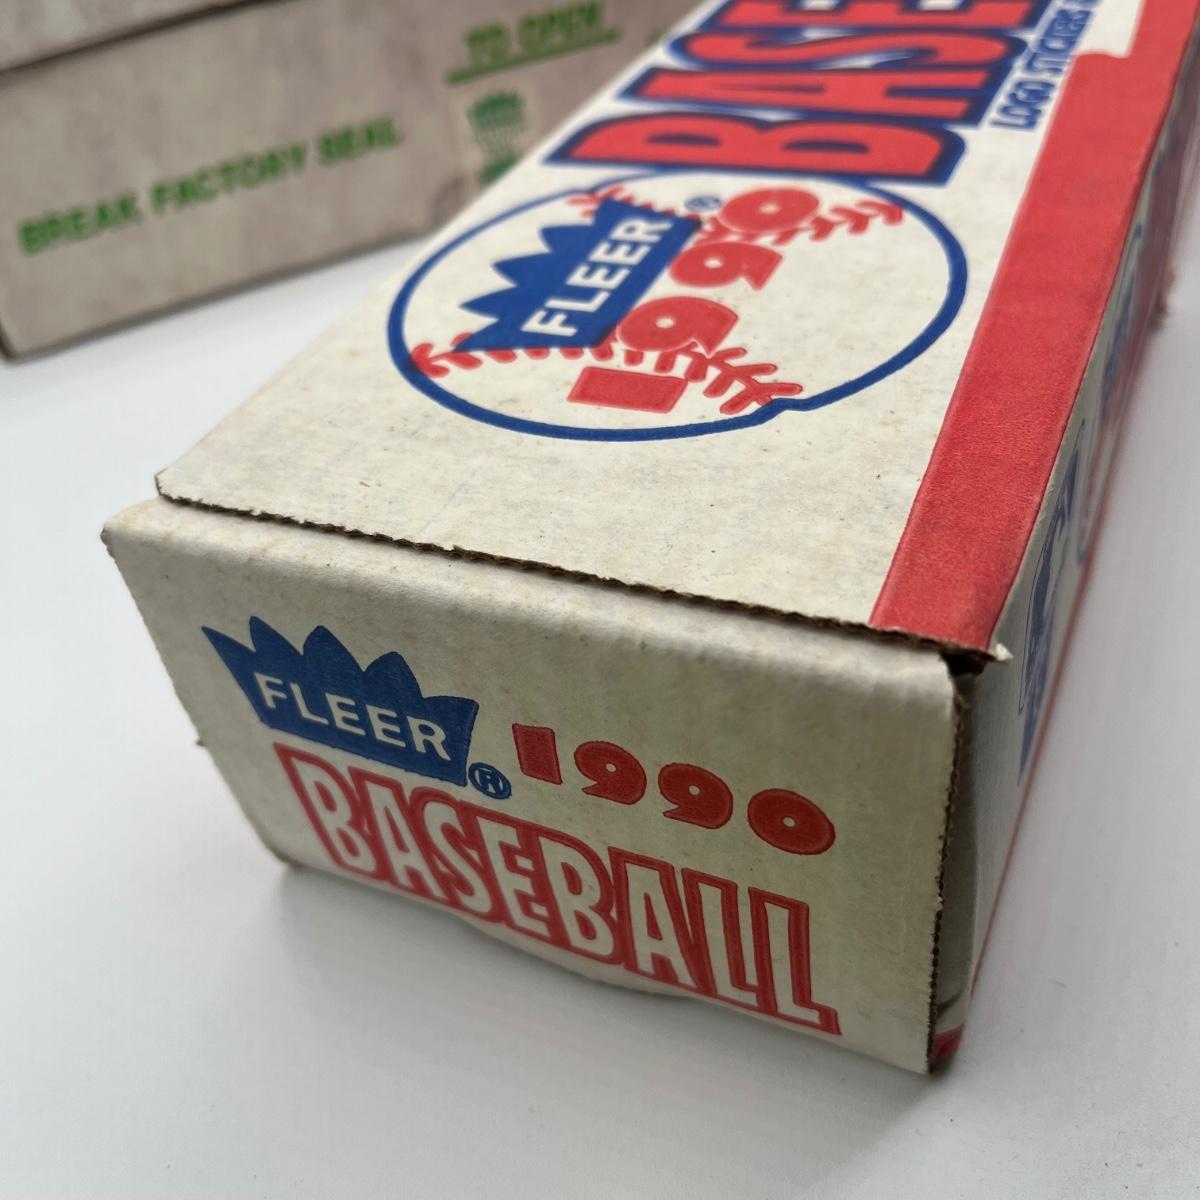 TO OPEN
BREAK FACTORY SEAL
BASE
LOGO STICKERS
FLEER®
1990
FLEER® 1990
BASEBALL